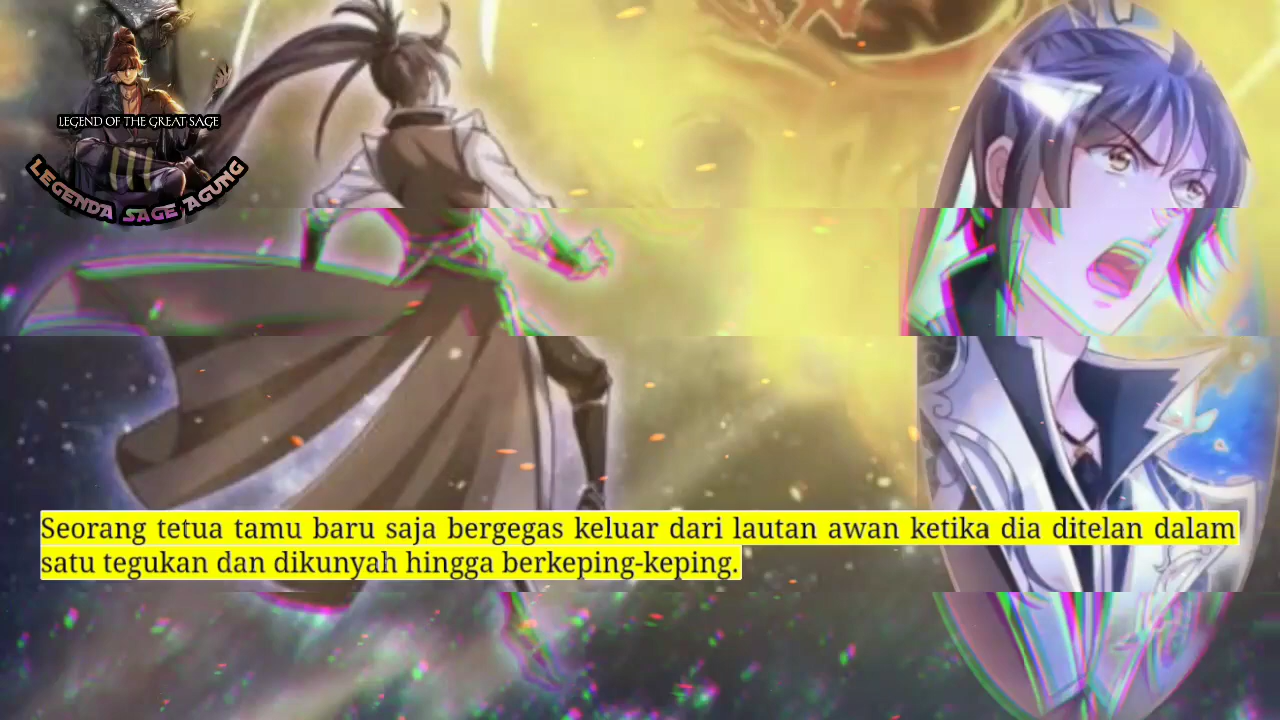 LEGEND OF THE GREAT SAGE
LEGENDA SAGE AGUNG
Seorang tetua tamu baru saja bergegas keluar dari lautan awan ketika dia ditelan dalam
satu tegukan dan dikunyah hingga berkeping-keping.